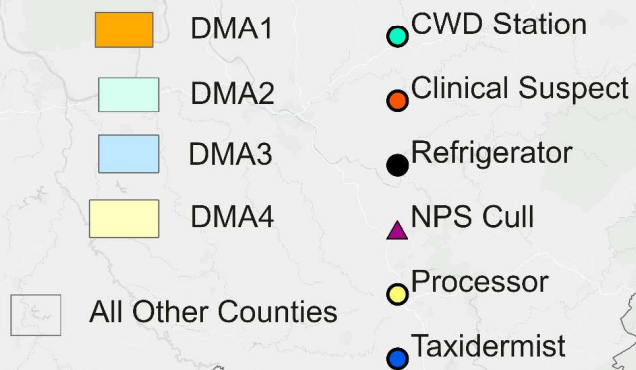 DMA1
DMA2
DMA3
DMA4
All Other Counties
CWD Station
Clinical Suspect
Refrigerator
NPS Cull
Processor
Taxidermist